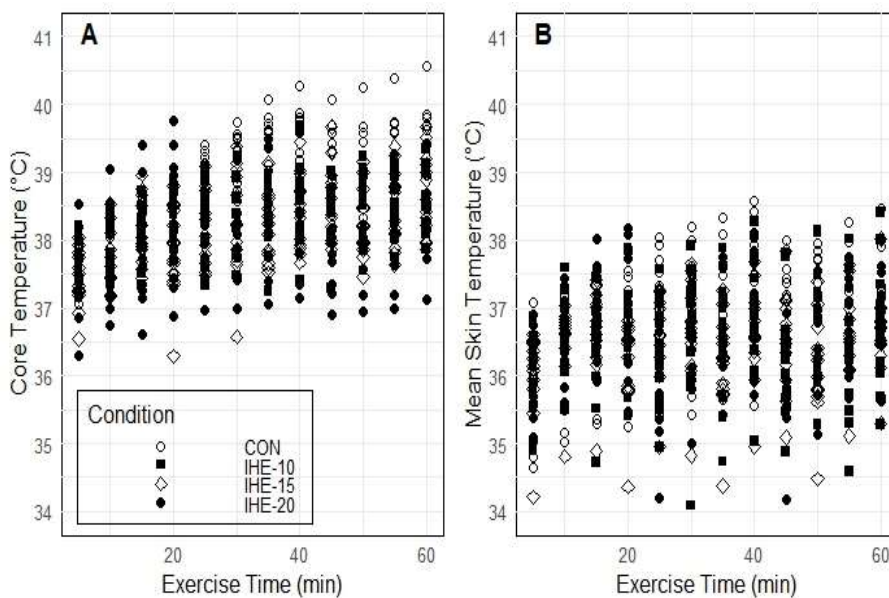 A
41
40
39
38
37
36
35
34
Core Temperature (°C)
Condition
CON
IHE-10
IHE-15
IHE-20
20
40
60
Exercise Time (min)
B
41
40
39
38
37
36
35
34
Mean Skin Temperature (°C)
20
40
60
Exercise Time (min)